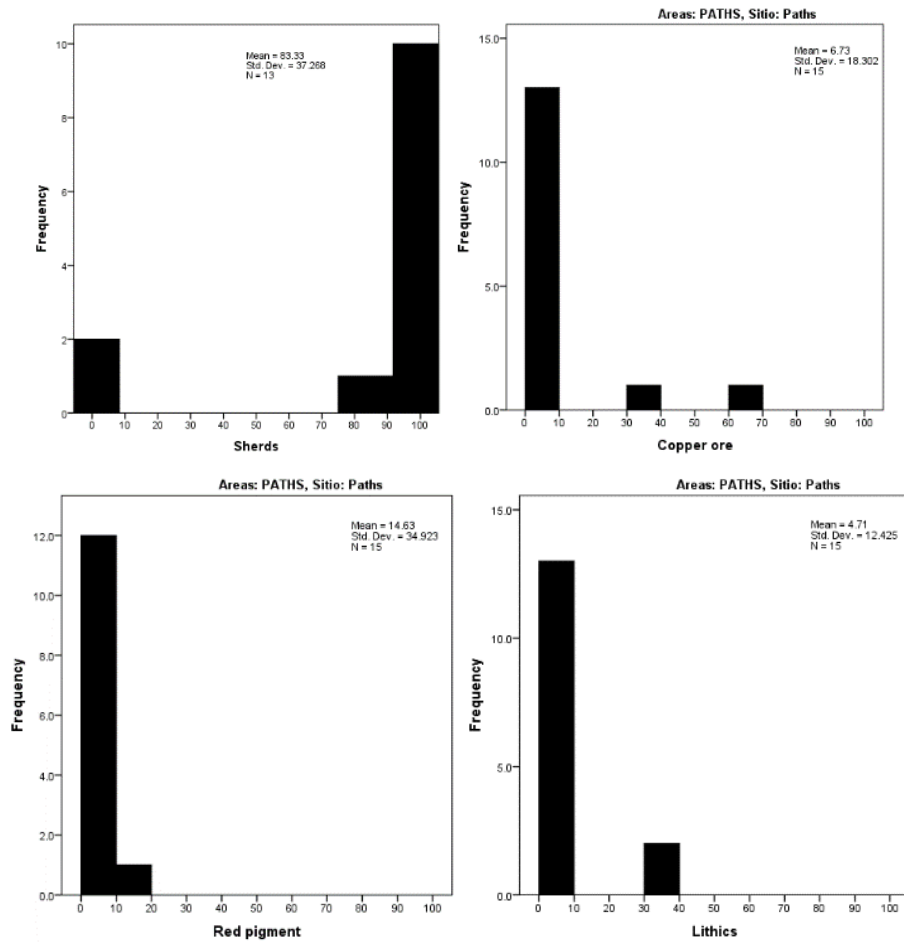 Mean = 83.33
Std. Dev. = 37.268
N = 13
Frequency
10
8
6
4
2
0
0 10 20 30 40 50 60 70 80 90 100
Sherds
Areas: PATHS, Sitio: Paths
Mean = 6.73
Std. Dev. = 18.302
N = 15
Frequency
15.0
10.0
5.0
0.0
0 10 20 30 40 50 60 70 80 90 100
Copper ore
Areas: PATHS, Sitio: Paths
Mean = 14.63
Std. Dev. = 34.923
N = 15
Frequency
12.0
10.0
8.0
6.0
4.0
2.0
0.0
0 10 20 30 40 50 60 70 80 90 100
Red pigment
Areas: PATHS, Sitio: Paths
Mean = 4.71
Std. Dev. = 12.425
N = 15
Frequency
15.0
10.0
5.0
0.0
0 10 20 30 40 50 60 70 80 90 100
Lithics